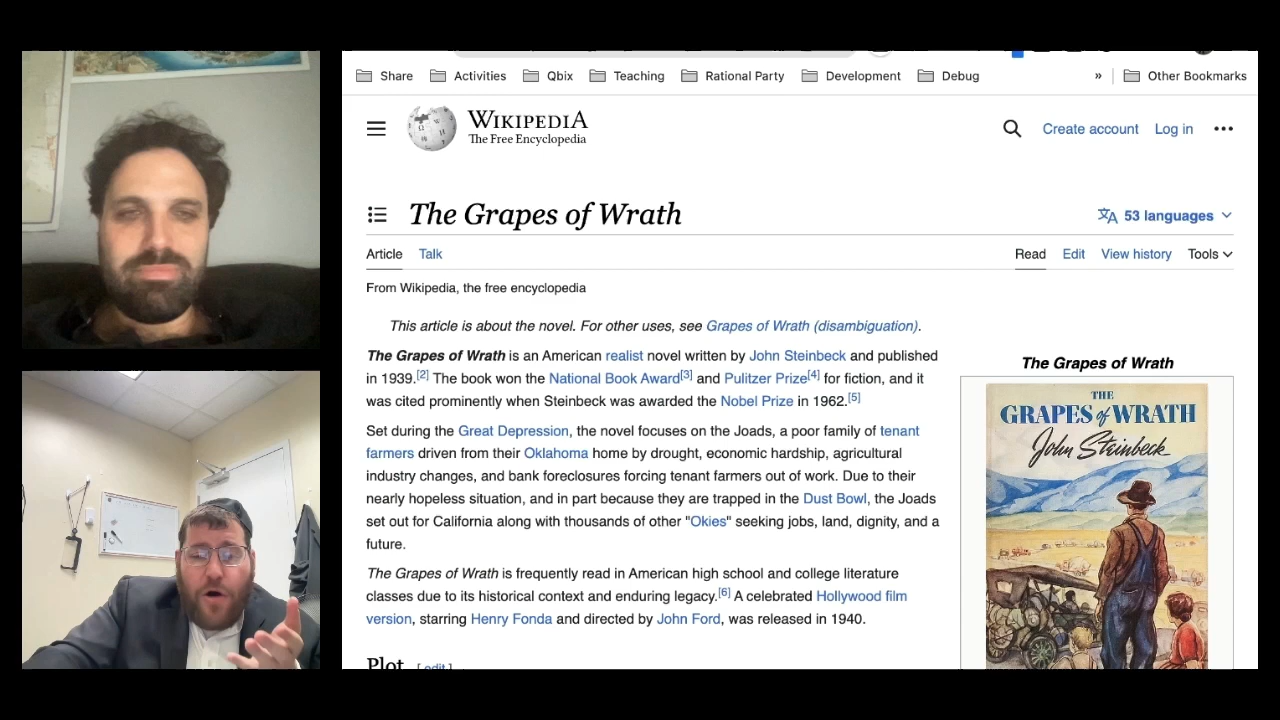 Share Activities Qbix Teaching Rational Party Development Debug » Other Bookmarks
WIKIPEDIA
The Free Encyclopedia
Create account Log in
The Grapes of Wrath
53 languages
Article Talk Read Edit View history Tools
From Wikipedia, the free encyclopedia
This article is about the novel. For other uses, see Grapes of Wrath (disambiguation).
The Grapes of Wrath is an American realist novel written by John Steinbeck and published
in 1939.[2] The book won the National Book Award[3] and Pulitzer Prize[4] for fiction, and it
was cited prominently when Steinbeck was awarded the Nobel Prize in 1962.[5]
Set during the Great Depression, the novel focuses on the Joads, a poor family of tenant
farmers driven from their Oklahoma home by drought, economic hardship, agricultural
industry changes, and bank foreclosures forcing tenant farmers out of work. Due to their
nearly hopeless situation, and in part because they are trapped in the Dust Bowl, the Joads
set out for California along with thousands of other "Okies" seeking jobs, land, dignity, and a
future.
The Grapes of Wrath is frequently read in American high school and college literature
classes due to its historical context and enduring legacy.[6] A celebrated Hollywood film
version, starring Henry Fonda and directed by John Ford, was released in 1940.
Plot [edit]
The Grapes of Wrath
THE
GRAPES of WRATH
John Steinbeck